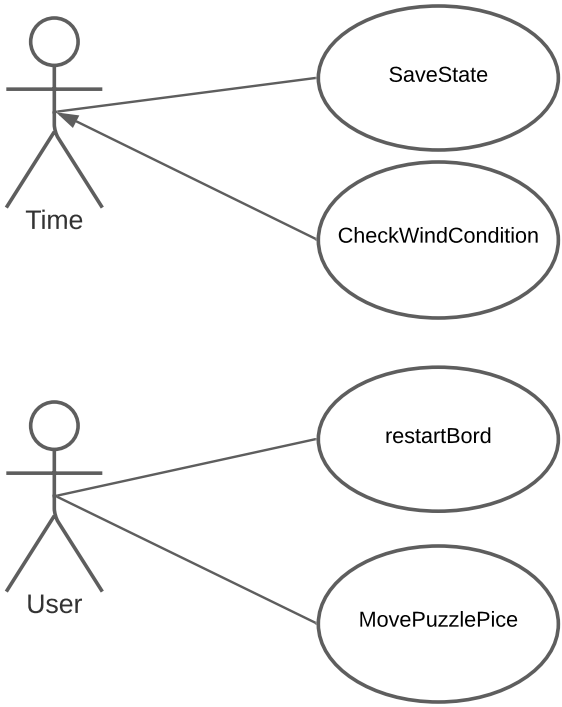 SaveState
Time
CheckWindCondition
restartBord
User
MovePuzzlePice